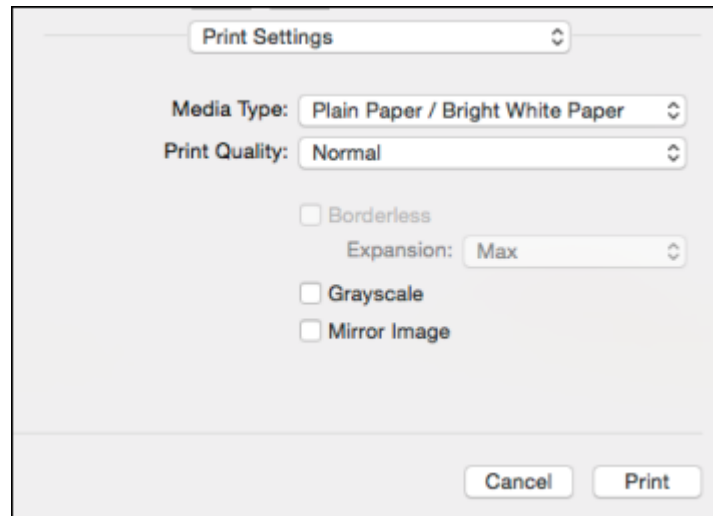 Print Settings
Media Type: Plain Paper / Bright White Paper
Print Quality: Normal
Borderless
Expansion: Max
Grayscale
Mirror Image
Cancel Print